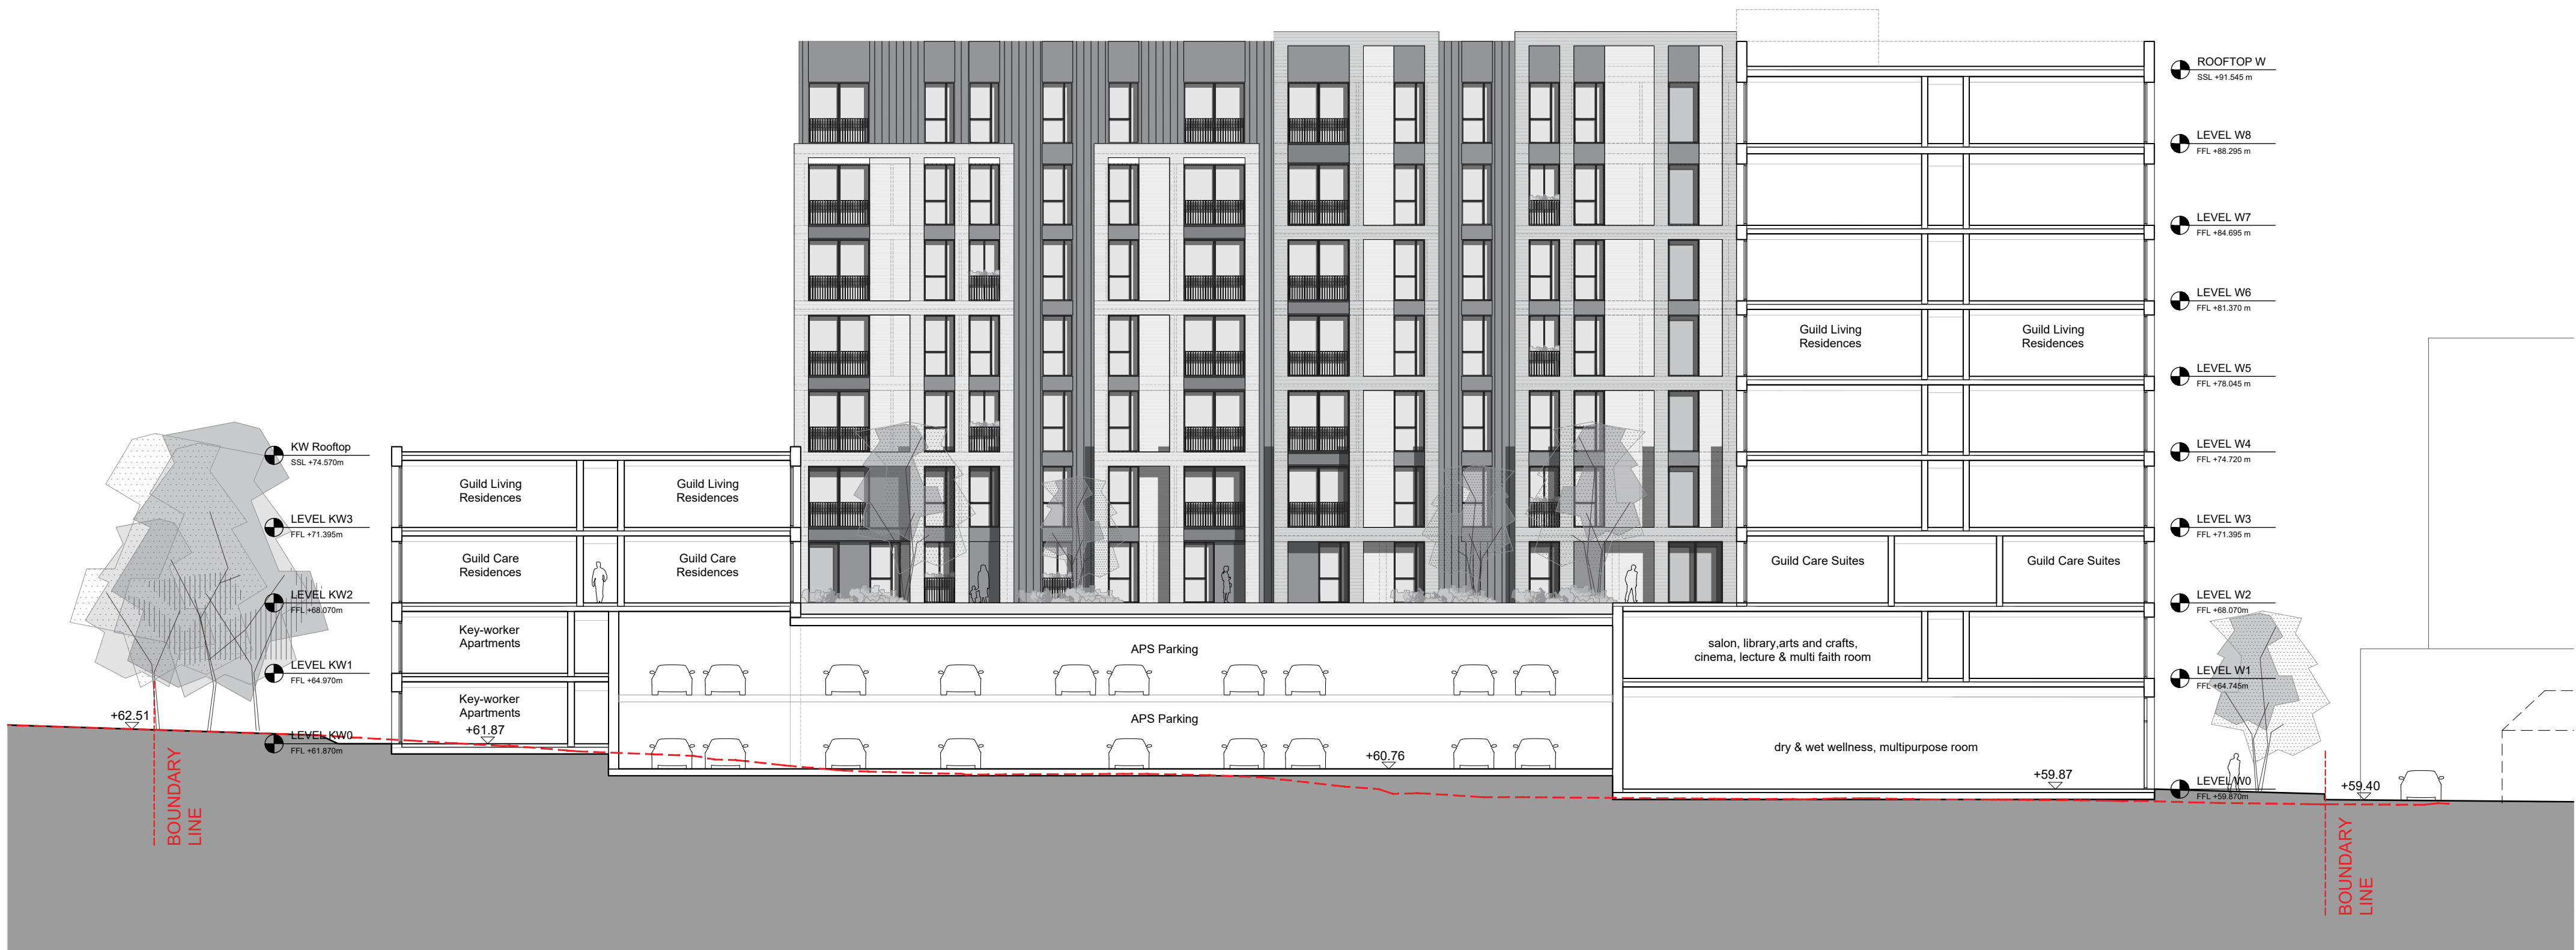 ROOFTOP W
SSL +91.545 m
LEVEL W8
FFL +88.295 m
LEVEL W7
FFL +84.695 m
LEVEL W6
FFL +81.370 m
Guild Living
Residences
Guild Living
Residences
LEVEL W5
FFL +78.045 m
LEVEL W4
FFL +74.720 m
KW Rooftop
SSL +74.570m
Guild Living
Residences
Guild Living
Residences
LEVEL KW3
FFL +71.395m
LEVEL W3
FFL +71.395 m
Guild Care
Residences
Guild Care
Residences
Guild Care Suites
Guild Care Suites
LEVEL KW2
FFL +68.070m
LEVEL W2
FFL +68.070m
Key-worker
Apartments
APS Parking
salon, library,arts and crafts,
cinema, lecture & multi faith room
LEVEL KW1
FFL +64.970m
LEVEL W1
FFL +64.745m
Key-worker
Apartments
+62.51
+61.87
APS Parking
LEVEL KW0
FFL +61.870m
+60.76
dry & wet wellness, multipurpose room
+59.87
LEVEL W0
FFL +59.870m
+59.40
BOUNDARY
LINE
BOUNDARY
LINE